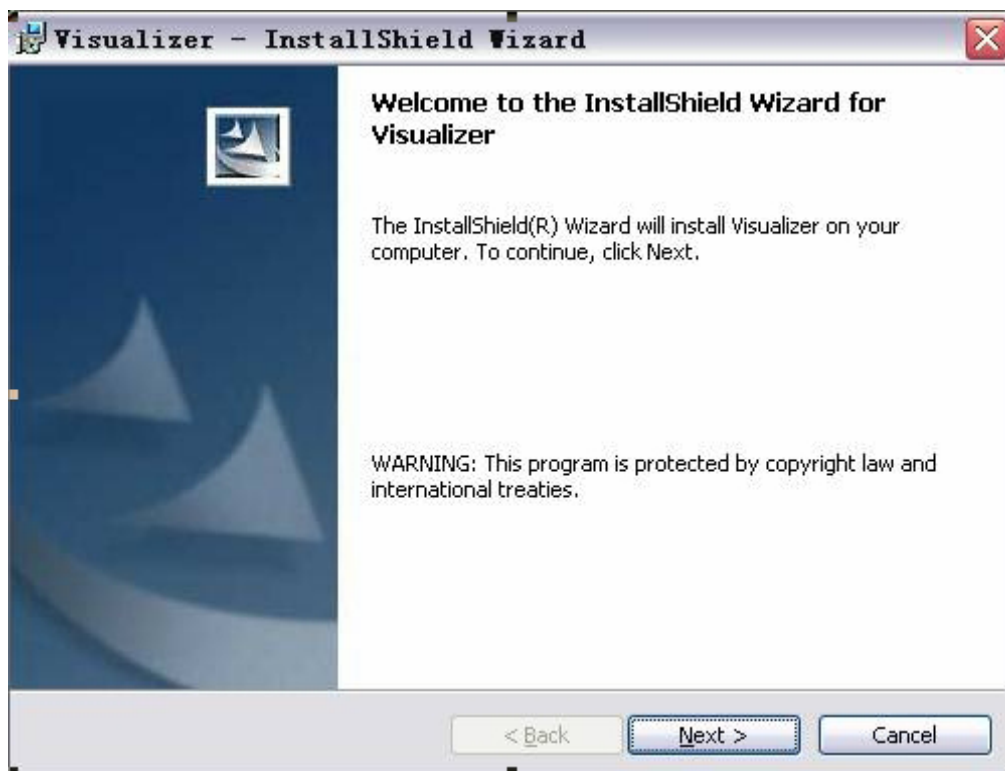 Visualizer - InstallShield Wizard
Welcome to the InstallShield Wizard for
Visualizer
The InstallShield(R) Wizard will install Visualizer on your
computer. To continue, click Next.
WARNING: This program is protected by copyright law and
international treaties.
< Back
Next >
Cancel